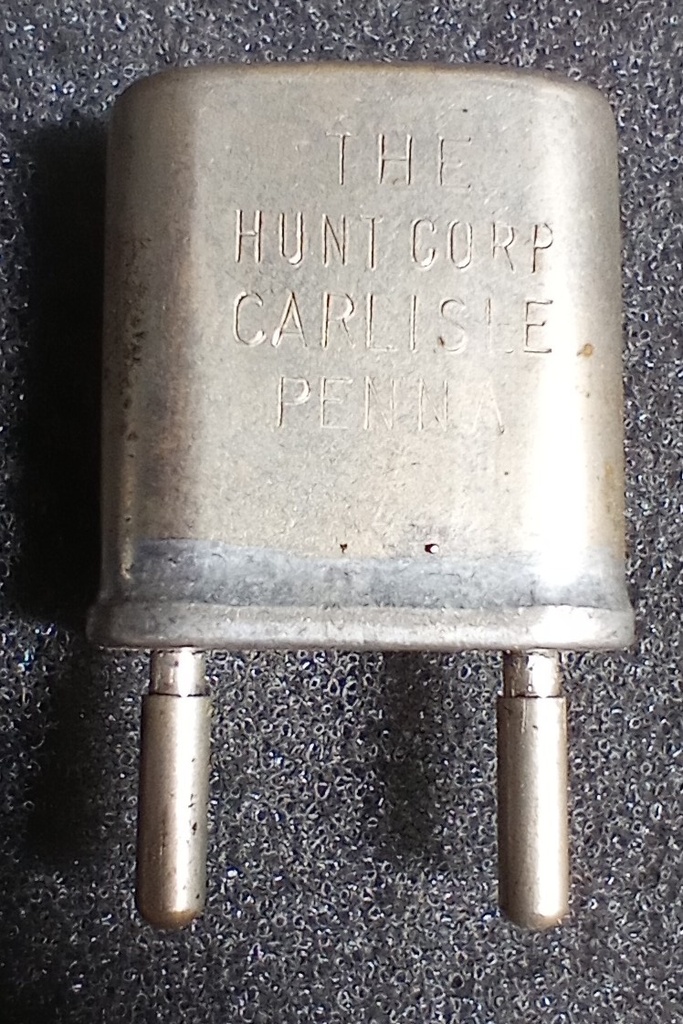 THE
HUNT CORP
CARLISLE
PENNA